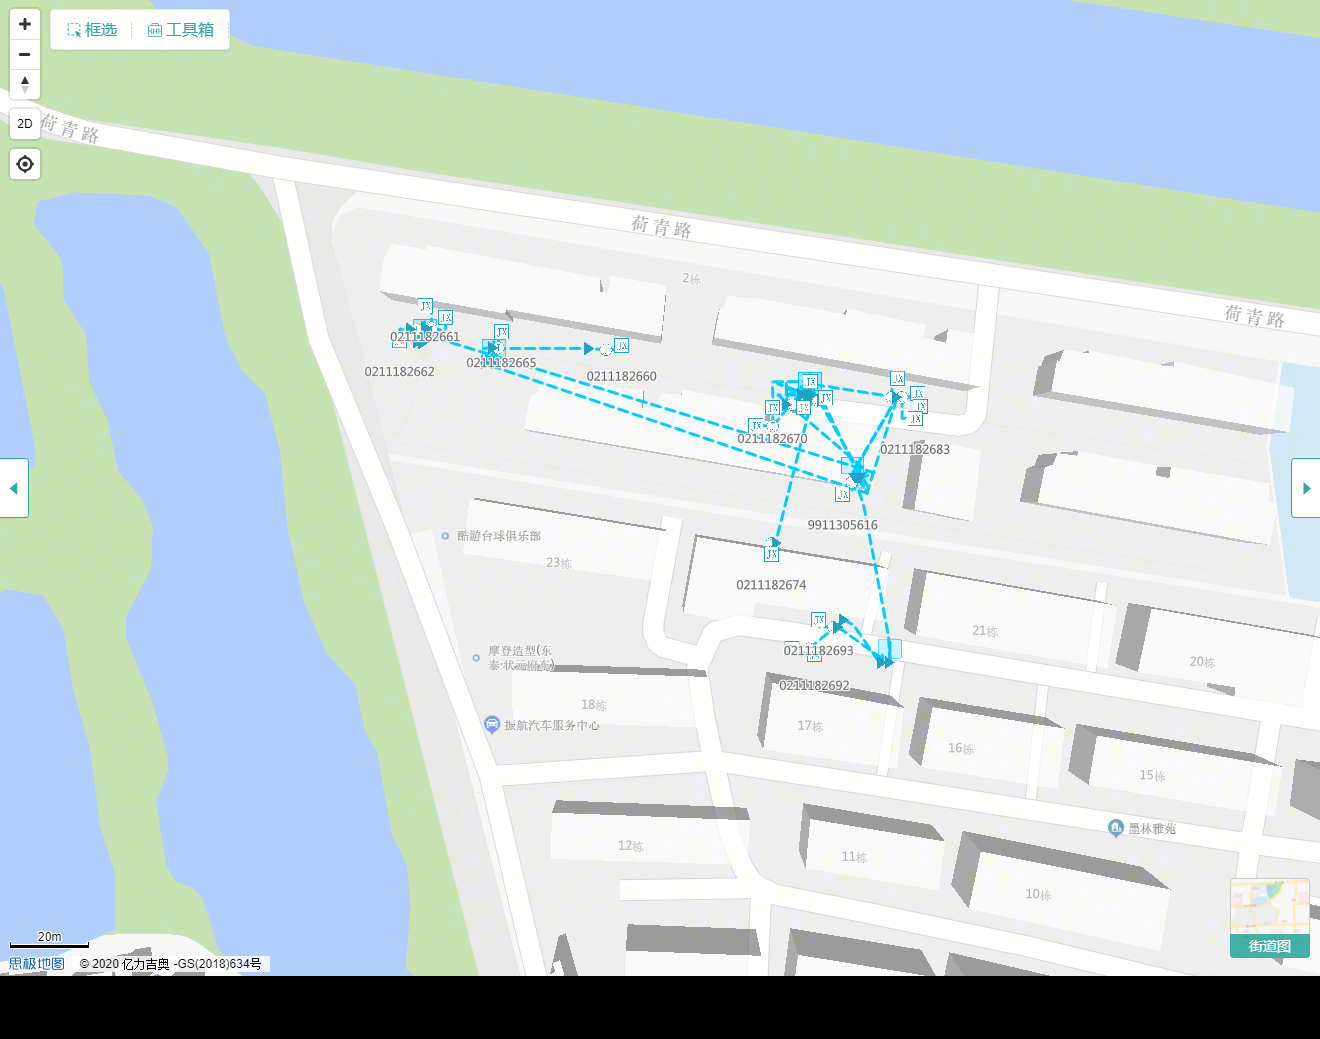 框选
工具箱
2D
荷青路
荷青路
2栋
荷青路
JX
JX
0211182661
JX
0211182665
JX
0211182662
0211182660
JX
JX
JX
JX
JX
JX
JX
JX
JX
0211182670
0211182683
JX
9911305616
酷游台球俱乐部
23栋
JX
0211182674
JX
21栋
0211182693
摩登造型(东
泰·状元府店)
20栋
0211182692
18栋
振航汽车服务中心
17栋
16栋
15栋
墨林雅苑
12栋
11栋
10栋
20m
街道图
思极地图
© 2020 亿力吉奥 -GS(2018)634号